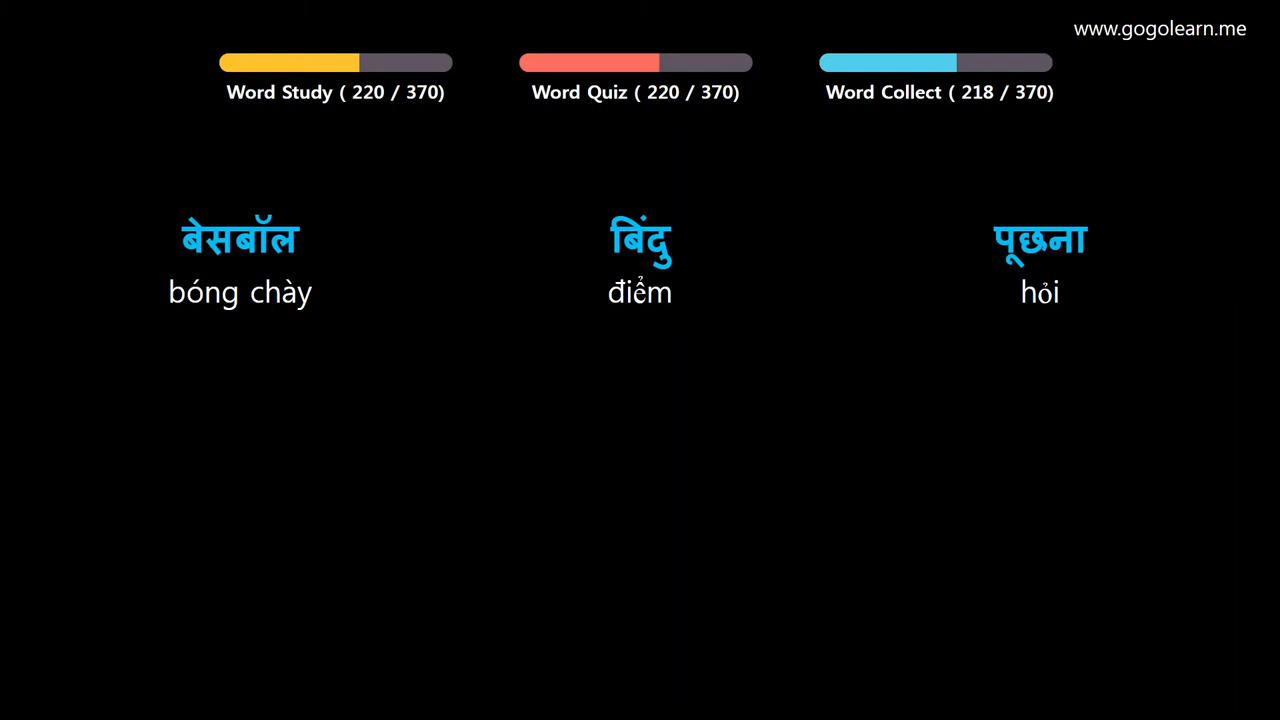 www.gogolearn.me
Word Study ( 220 / 370)
Word Quiz ( 220 / 370)
Word Collect ( 218 / 370)
बेसबॉल
bóng chày
बिंदु
điểm
पूछना
hỏi